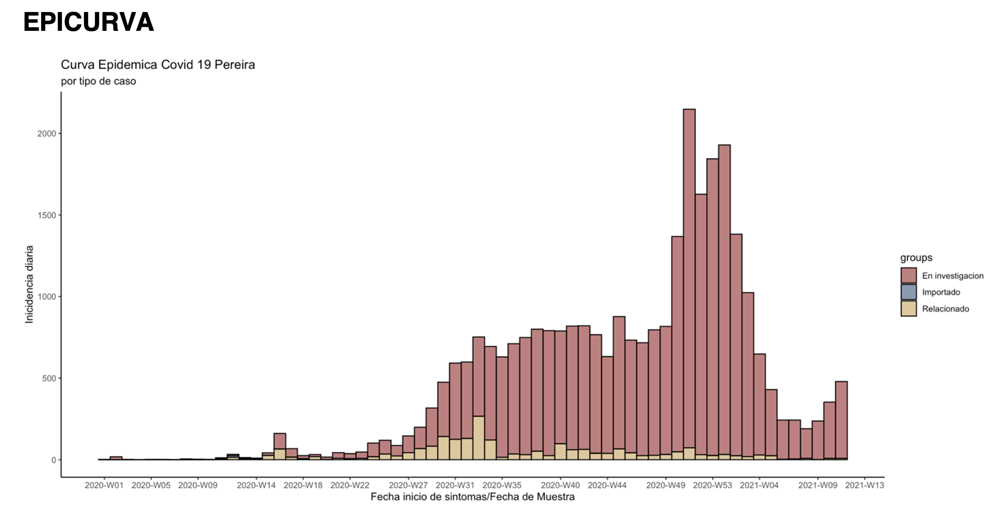 EPICURVA
Curva Epidemica Covid 19 Pereira
por tipo de caso
Inicidencia diaria
2000
1500
1000
500
0
2020-W01 2020-W05 2020-W09 2020-W14 2020-W18 2020-W22 2020-W27 2020-W31 2020-W35 2020-W40 2020-W44 2020-W49 2020-W53 2021-W04 2021-W09 2021-W13
Fecha inicio de sintomas/Fecha de Muestra
groups
En investigacion
Importado
Relacionado